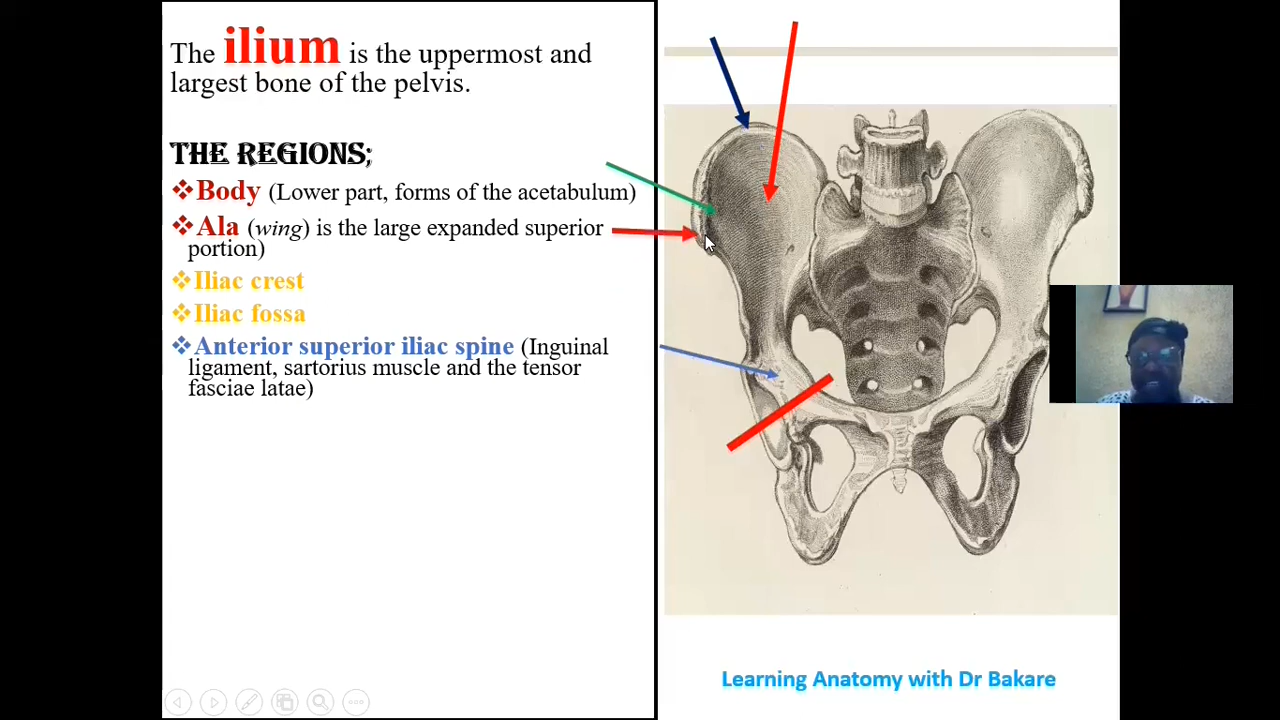 The ilium is the uppermost and
largest bone of the pelvis.
THE REGIONS;
❖Body (Lower part, forms of the acetabulum)
❖Ala (wing) is the large expanded superior
portion)
❖Iliac crest
❖Iliac fossa
❖Anterior superior iliac spine (Inguinal
ligament, sartorius muscle and the tensor
fasciae latae)
Learning Anatomy with Dr Bakare